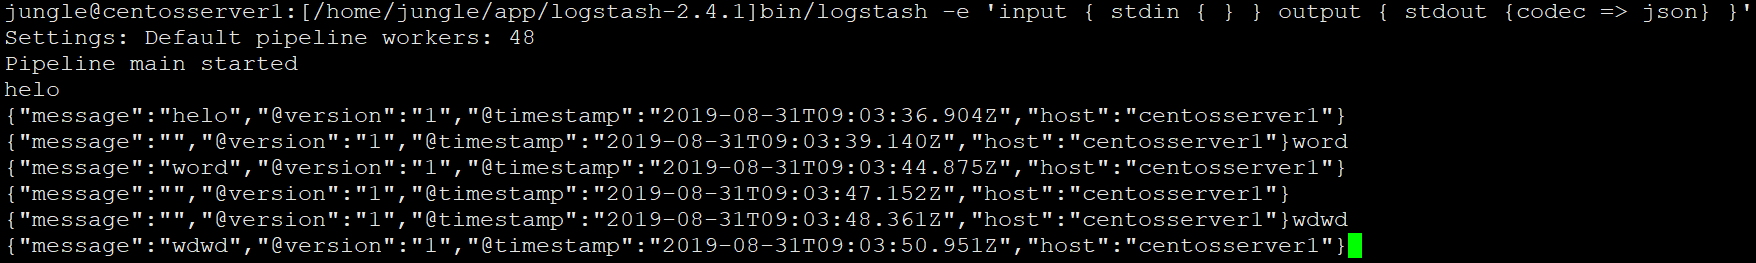 jungle@centosserver1:[/home/jungle/app/logstash-2.4.1]bin/logstash -e 'input { stdin { } } output { stdout {codec => json} }'
Settings: Default pipeline workers: 48
Pipeline main started
helo
{"message":"helo","@version":"1","@timestamp":"2019-08-31T09:03:36.904Z","host":"centosserver1"}
{"message":"","@version":"1","@timestamp":"2019-08-31T09:03:39.140Z","host":"centosserver1"}word
{"message":"word","@version":"1","@timestamp":"2019-08-31T09:03:44.875Z","host":"centosserver1"}
{"message":"","@version":"1","@timestamp":"2019-08-31T09:03:47.152Z","host":"centosserver1"}
{"message":"","@version":"1","@timestamp":"2019-08-31T09:03:48.361Z","host":"centosserver1"}wdwd
{"message":"wdwd","@version":"1","@timestamp":"2019-08-31T09:03:50.951Z","host":"centosserver1"}